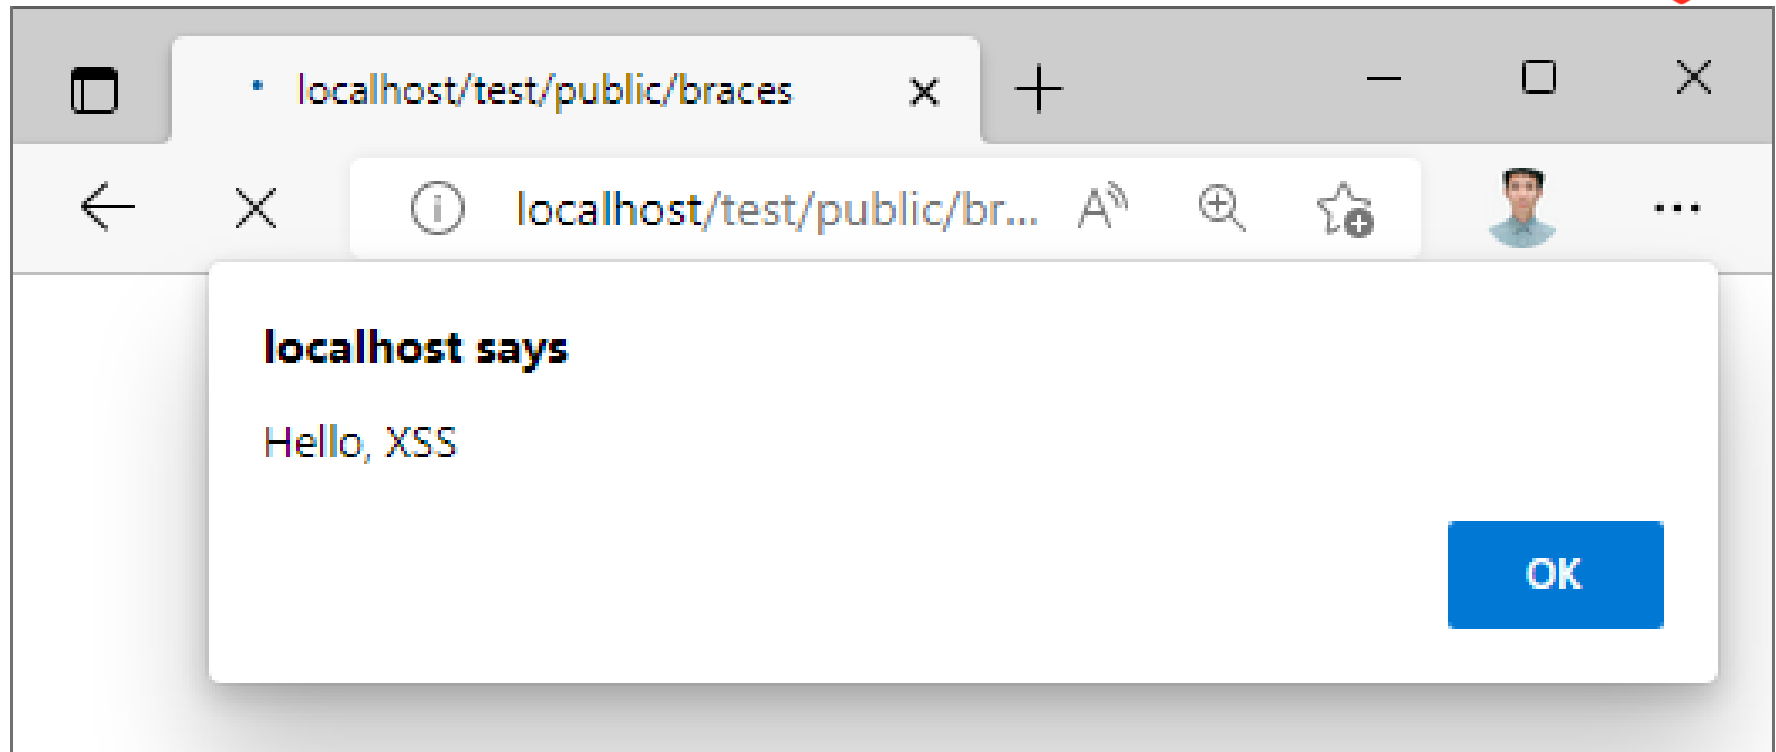 localhost/test/public/braces
localhost/test/public/br...
localhost says
Hello, XSS
OK